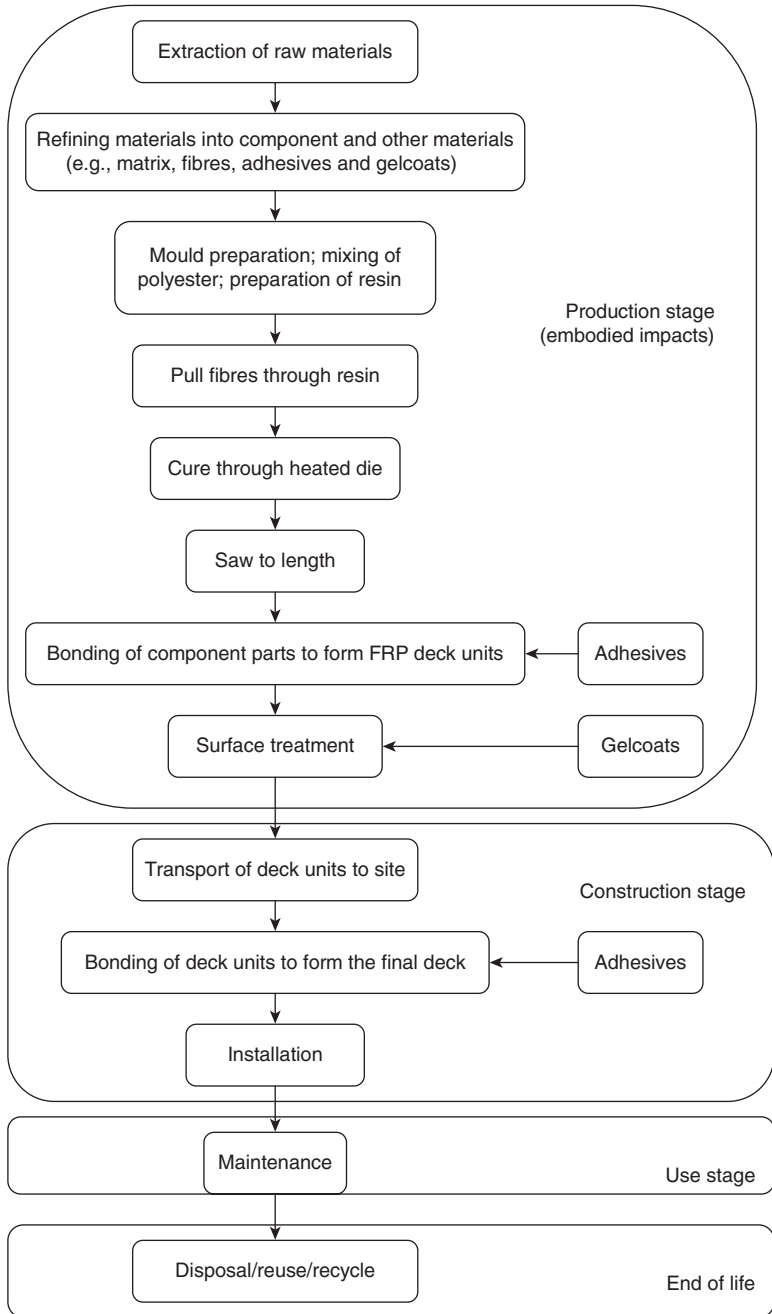 Extraction of raw materials
Refining materials into component and other materials
(e.g., matrix, fibres, adhesives and gelcoats)
Mould preparation; mixing of
polyester; preparation of resin
Production stage
(embodied impacts)
Pull fibres through resin
Cure through heated die
Saw to length
Bonding of component parts to form FRP deck units
Adhesives
Surface treatment
Gelcoats
Transport of deck units to site
Construction stage
Bonding of deck units to form the final deck
Adhesives
Installation
Maintenance
Use stage
Disposal/reuse/recycle
End of life